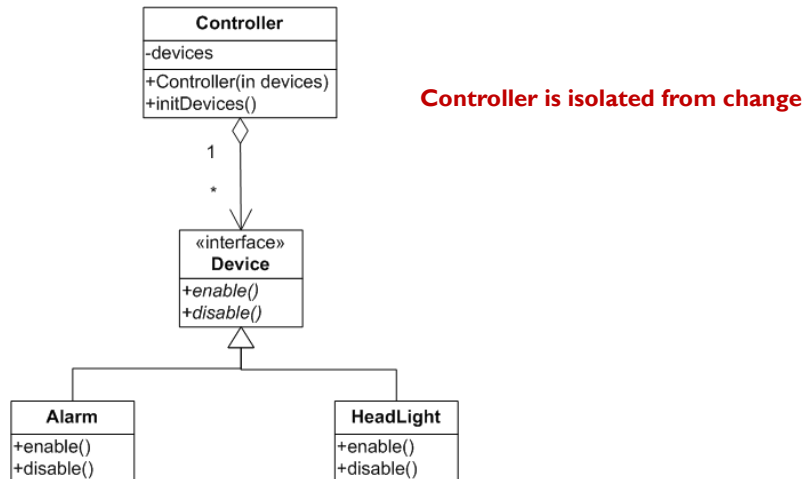 Controller
-devices
+Controller(in devices)
+initDevices()
Controller is isolated from change
1
*
«interface»
Device
+enable()
+disable()
Alarm
+enable()
+disable()
HeadLight
+enable()
+disable()